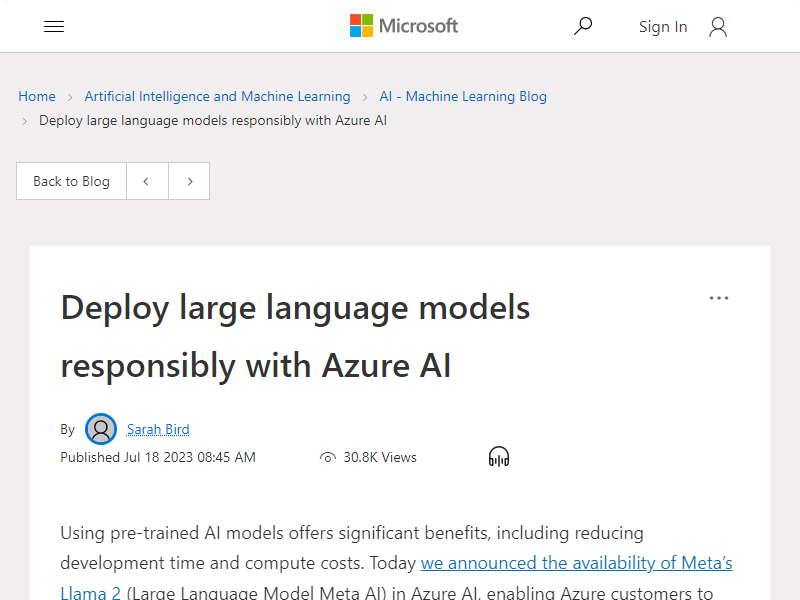 Microsoft
Sign In
Home > Artificial Intelligence and Machine Learning > AI - Machine Learning Blog
> Deploy large language models responsibly with Azure AI
Back to Blog < >
Deploy large language models
responsibly with Azure AI
By Sarah Bird
Published Jul 18 2023 08:45 AM 30.8K Views
Using pre-trained AI models offers significant benefits, including reducing
development time and compute costs. Today we announced the availability of Meta’s
Llama 2 (Large Language Model Meta AI) in Azure AI, enabling Azure customers to